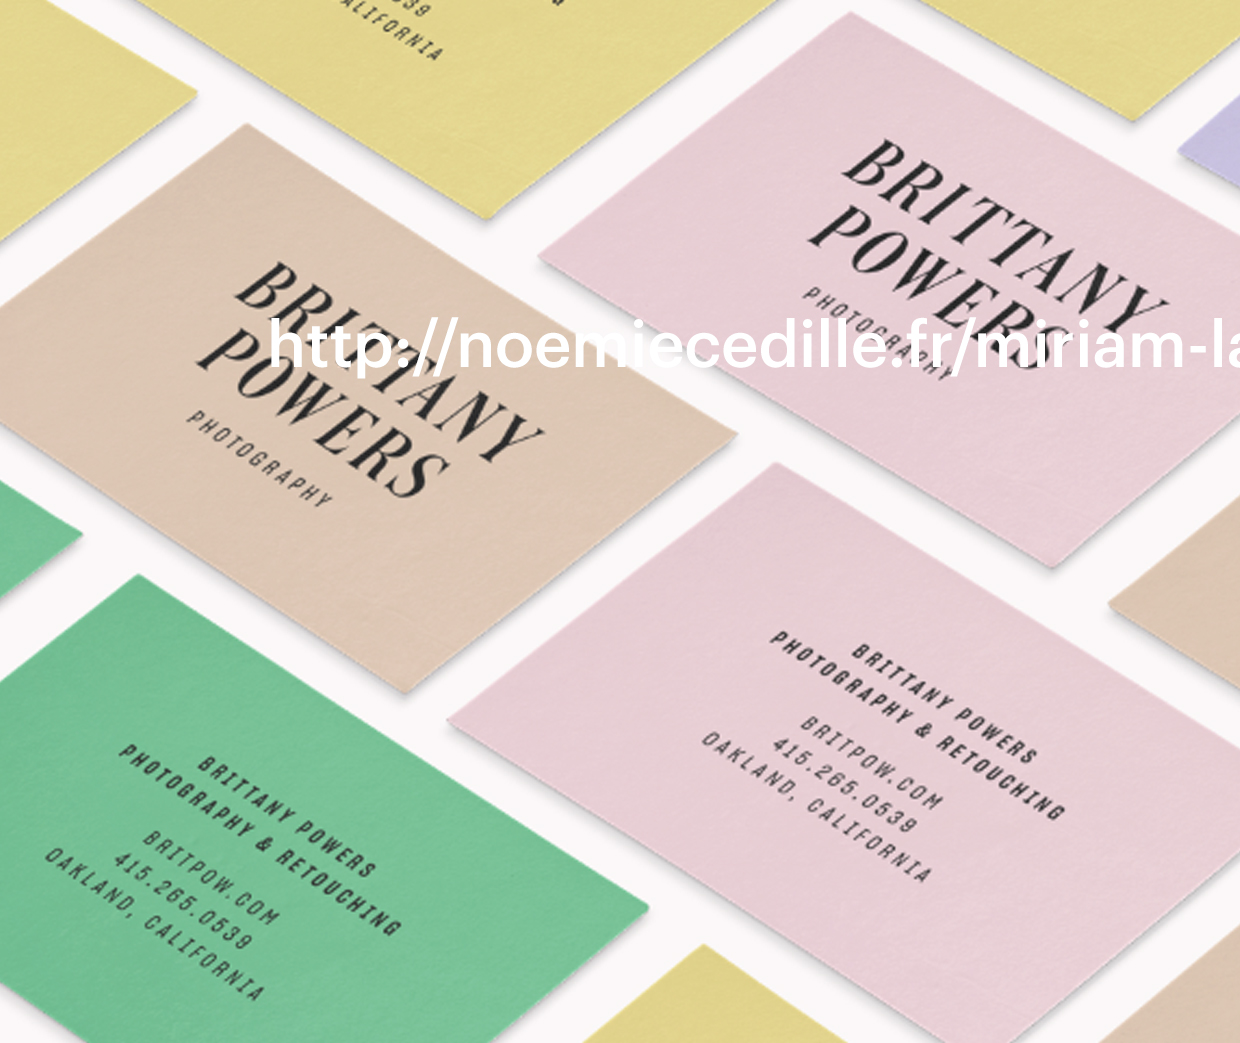 ALIFORNIA
BRITTANY
POWERS
PHOTOGRAPHY
BRITTANY
POWERS
PHOTOGRAPHY
http://noemiecedille.fr/miriam-la
BRITTANY POWERS
PHOTOGRAPHY & RETOUCHING
BRITPOW.COM
415.265.0539
OAKLAND, CALIFORNIA
BRITTANY POWERS
PHOTOGRAPHY & RETOUCHING
BRITPOW.COM
415.265.0539
OAKLAND, CALIFORNIA